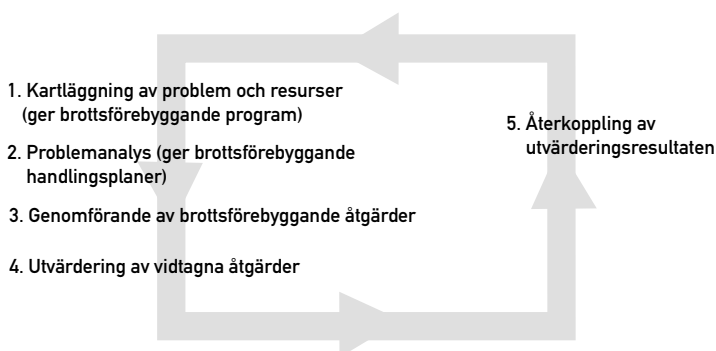 1. Kartläggning av problem och resurser
(ger brottsförebyggande program)
2. Problemanalys (ger brottsförebyggande
handlingsplaner)
3. Genomförande av brottsförebyggande åtgärder
4. Utvärdering av vidtagna åtgärder
5. Återkoppling av
utvärderingsresultaten